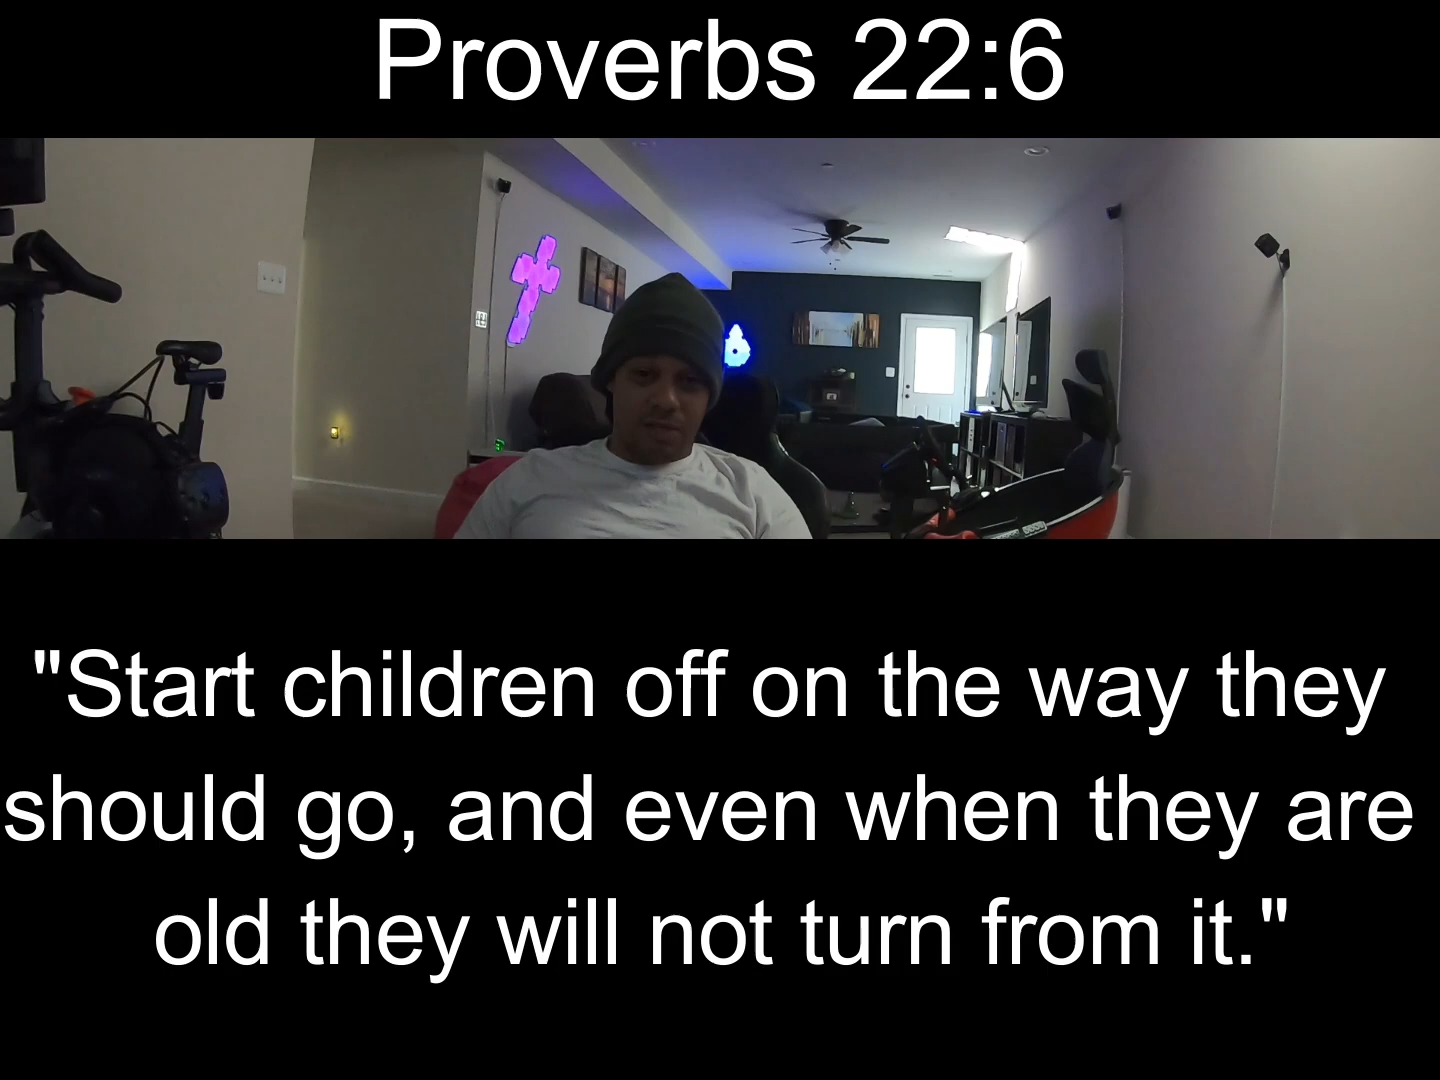 Proverbs 22:6
"Start children off on the way they
should go, and even when they are
old they will not turn from it."